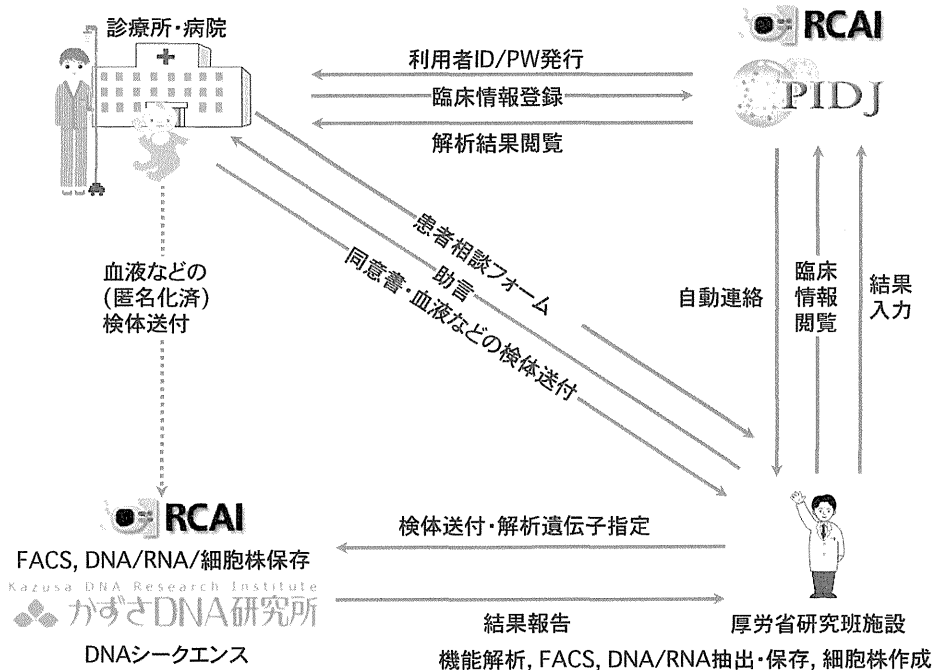 診療所・病院
RCAI
PIDJ
利用者ID/PW発行
臨床情報登録
解析結果閲覧
患者相談フォーム
助言
同意書・血液などの検体送付
血液などの
(匿名化済)
検体送付
自動連絡
臨床
情報
閲覧
結果
入力
RCAI
FACS, DNA/RNA/細胞株保存
Kazusa DNA Research Institute
かずさDNA研究所
DNAシークエンス
検体送付・解析遺伝子指定
結果報告
厚労省研究班施設
機能解析, FACS, DNA/RNA抽出・保存, 細胞株作成